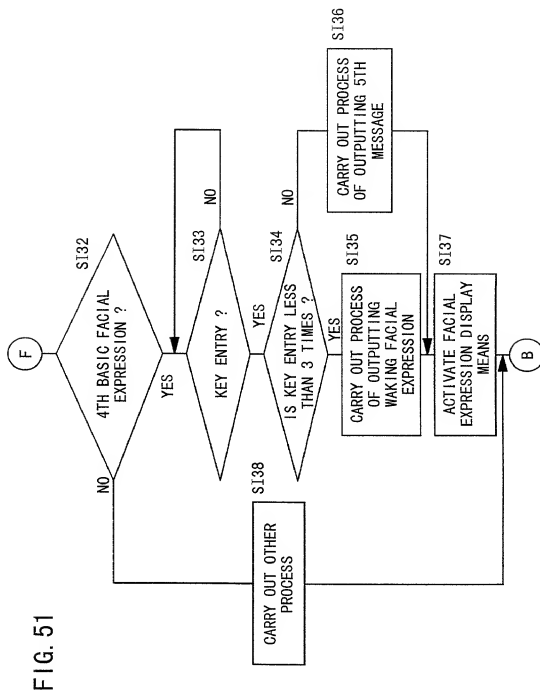 FIG. 51
F
SI32
4TH BASIC FACIAL
EXPRESSION ?
NO
YES
SI33
KEY ENTRY ?
NO
YES
SI34
IS KEY ENTRY LESS
THAN 3 TIMES ?
NO
YES
SI35
CARRY OUT PROCESS
OF OUTPUTTING
WAKING FACIAL
EXPRESSION
SI36
CARRY OUT PROCESS
OF OUTPUTTING 5TH
MESSAGE
SI37
ACTIVATE FACIAL
EXPRESSION DISPLAY
MEANS
SI38
CARRY OUT OTHER
PROCESS
B